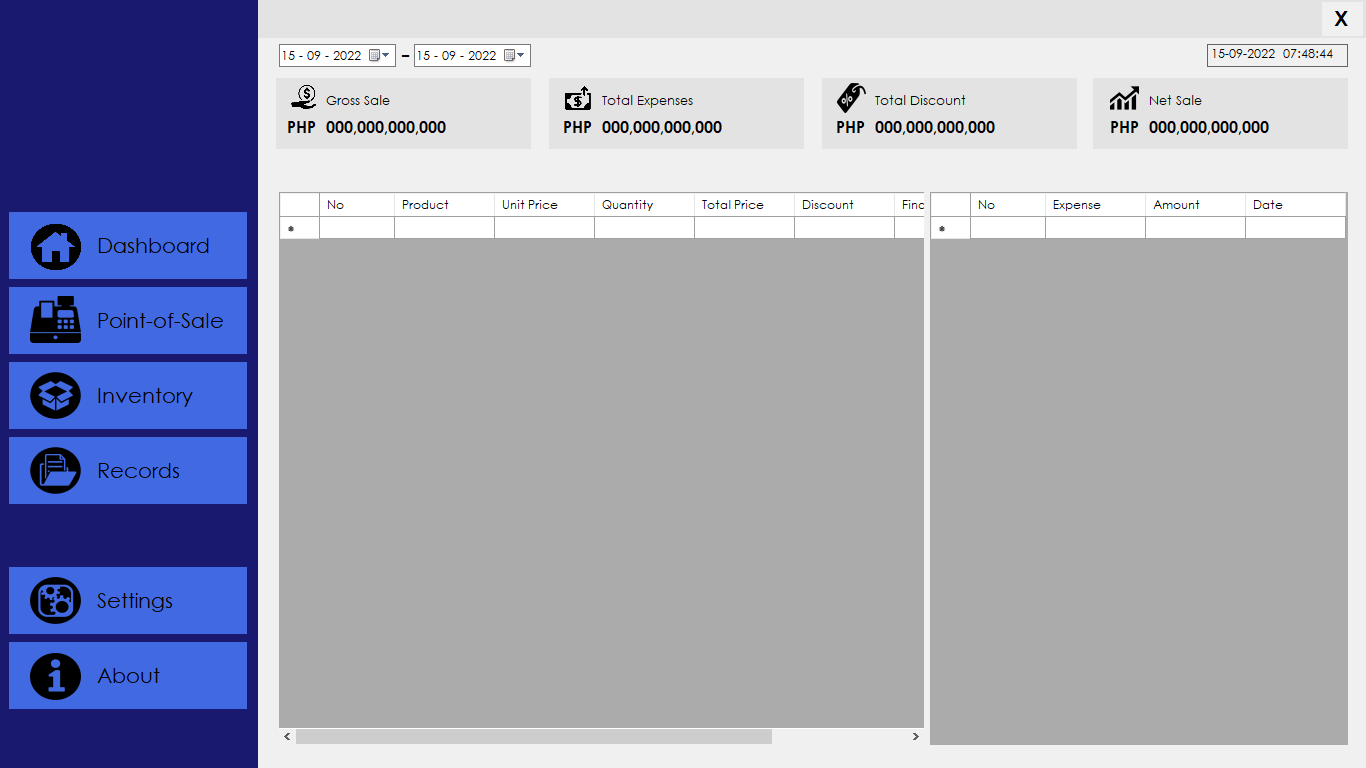 X
15 - 09 - 2022 – 15 - 09 - 2022
15-09-2022 07:48:44
Gross Sale
PHP 000,000,000,000
Total Expenses
PHP 000,000,000,000
Total Discount
PHP 000,000,000,000
Net Sale
PHP 000,000,000,000
Dashboard
Point-of-Sale
Inventory
Records
Settings
About
No Product Unit Price Quantity Total Price Discount
No Expense Amount Date